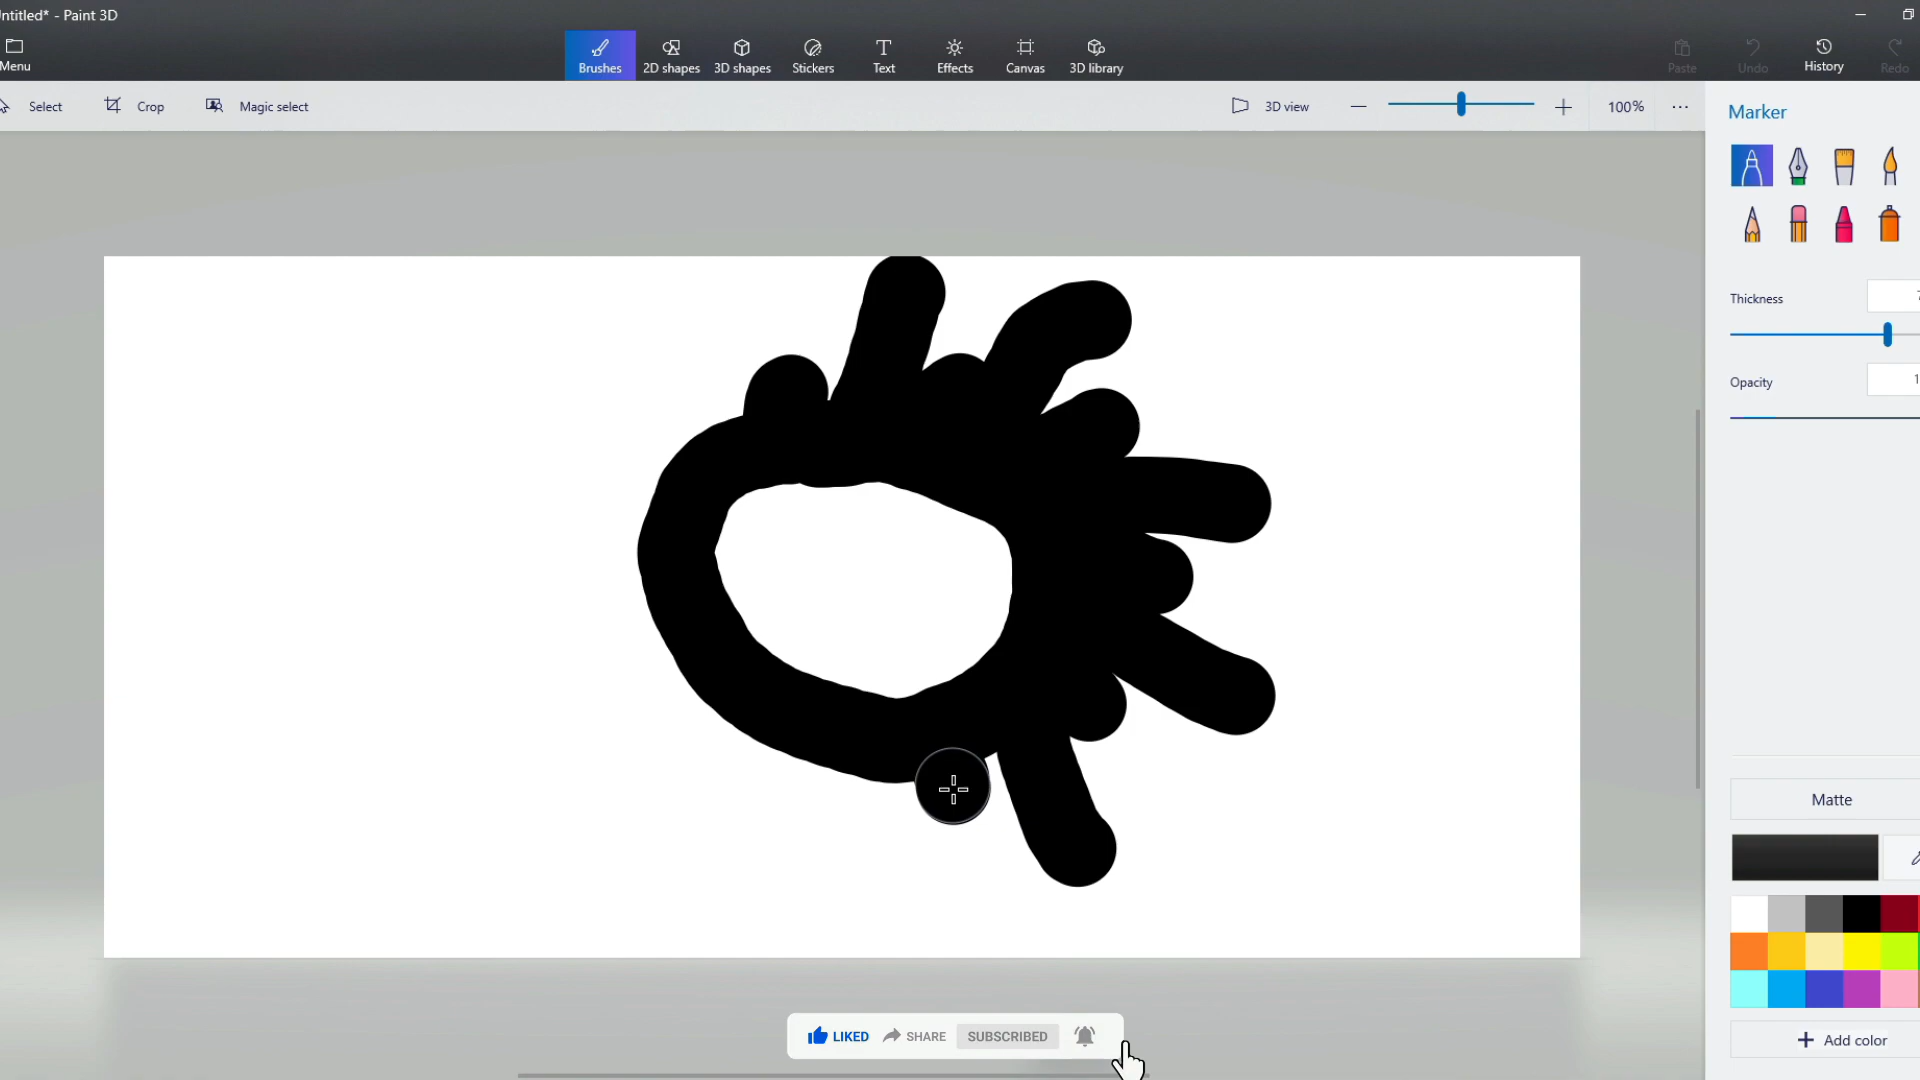 ntitled* - Paint 3D
Menu
Brushes
2D shapes
3D shapes
Stickers
Text
Effects
Canvas
3D library
Paste
Undo
History
Redo
Select
Crop
Magic select
3D view
100%
Marker
Thickness
Opacity
1
Matte
Add color
LIKED
SHARE
SUBSCRIBED